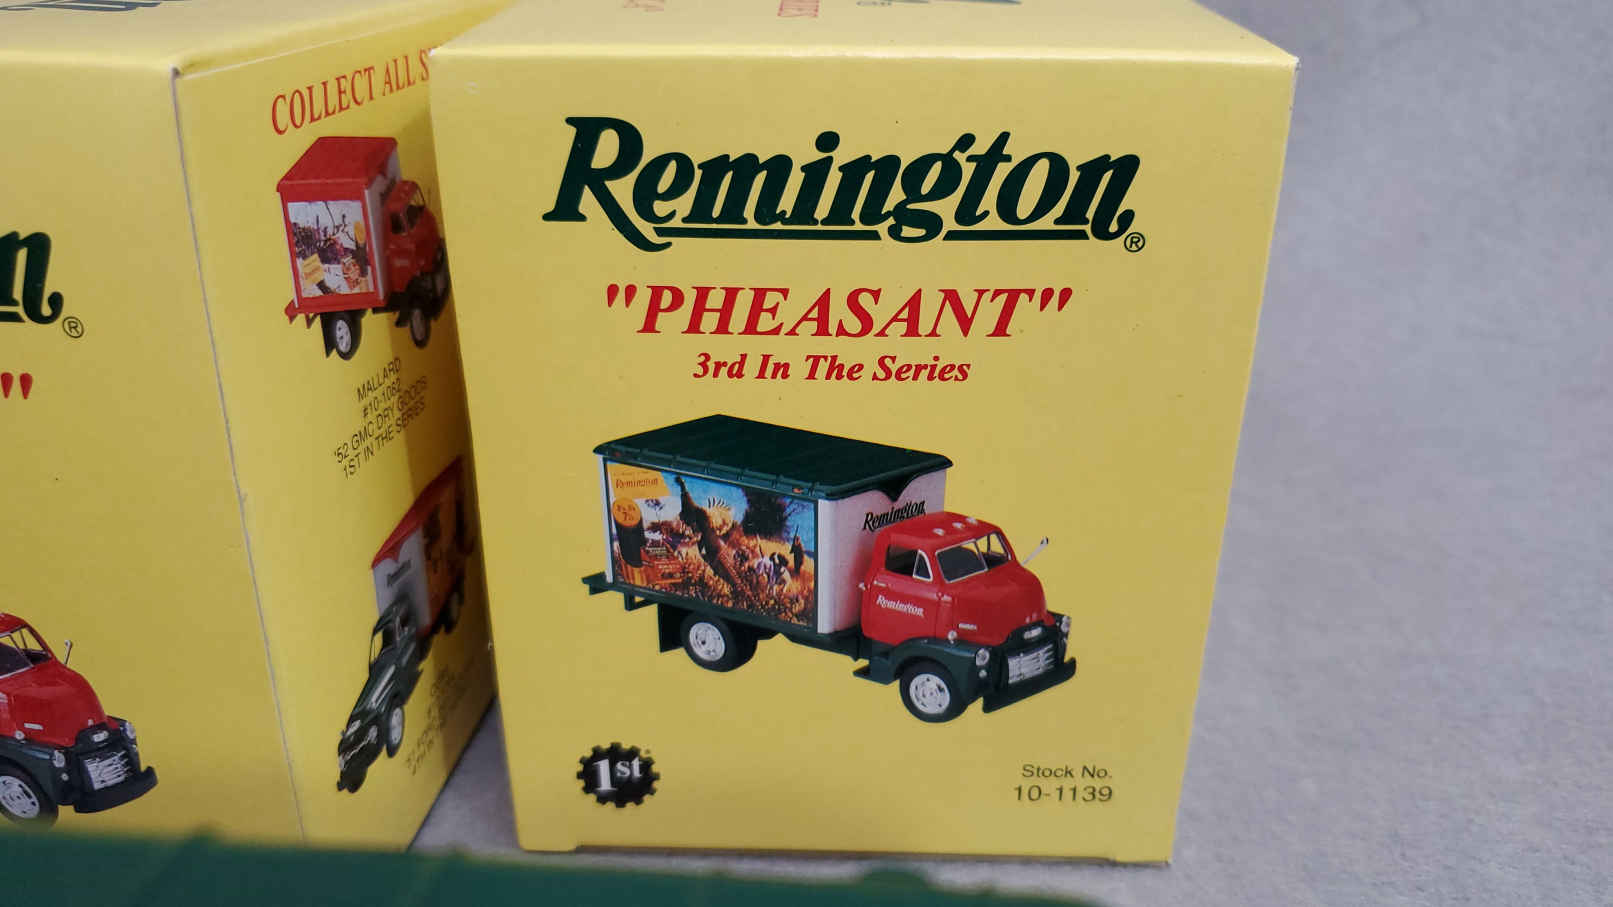 COLLECT ALL
MALLARD
#10-1062
'52 GMC DRY GOODS
1ST IN THE SERIES
Remington
n®
"
Remington®
"PHEASANT"
3rd In The Series
Remington
Remington
Remington
1st
Stock No.
10-1139